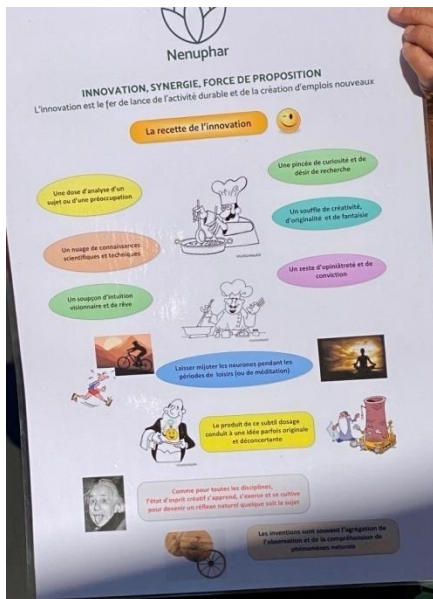 Nenuphar
INNOVATION, SYNERGIE, FORCE DE PROPOSITION
L'innovation est le fer de lance de l'activité durable et de la création d'emplois nouveaux
La recette de l'innovation
Une dose d'analyse d'un
sujet ou d'une préoccupation
Une pincée de curiosité et de
désir de recherche
Un souffle de créativité,
d'originalité et de fantaisie
Un nuage de connaissances
scientifiques et techniques
Un zeste d'opiniâtreté et de
conviction
Un soupçon d'intuition
visionnaire et de rêve
Laisser mijoter les neurones pendant les
périodes de loisirs (ou de méditation)
Le produit de ce subtil dosage
conduit à une idée parfois originale
et déconcertante
Comme pour toutes les disciplines,
l'état d'esprit créatif s'apprend, s'exerce et se cultive
pour devenir un réflexe naturel quelque soit le sujet
Les inventions sont souvent l'agrégation de
l'observation et de la compréhension de
phénomènes naturels